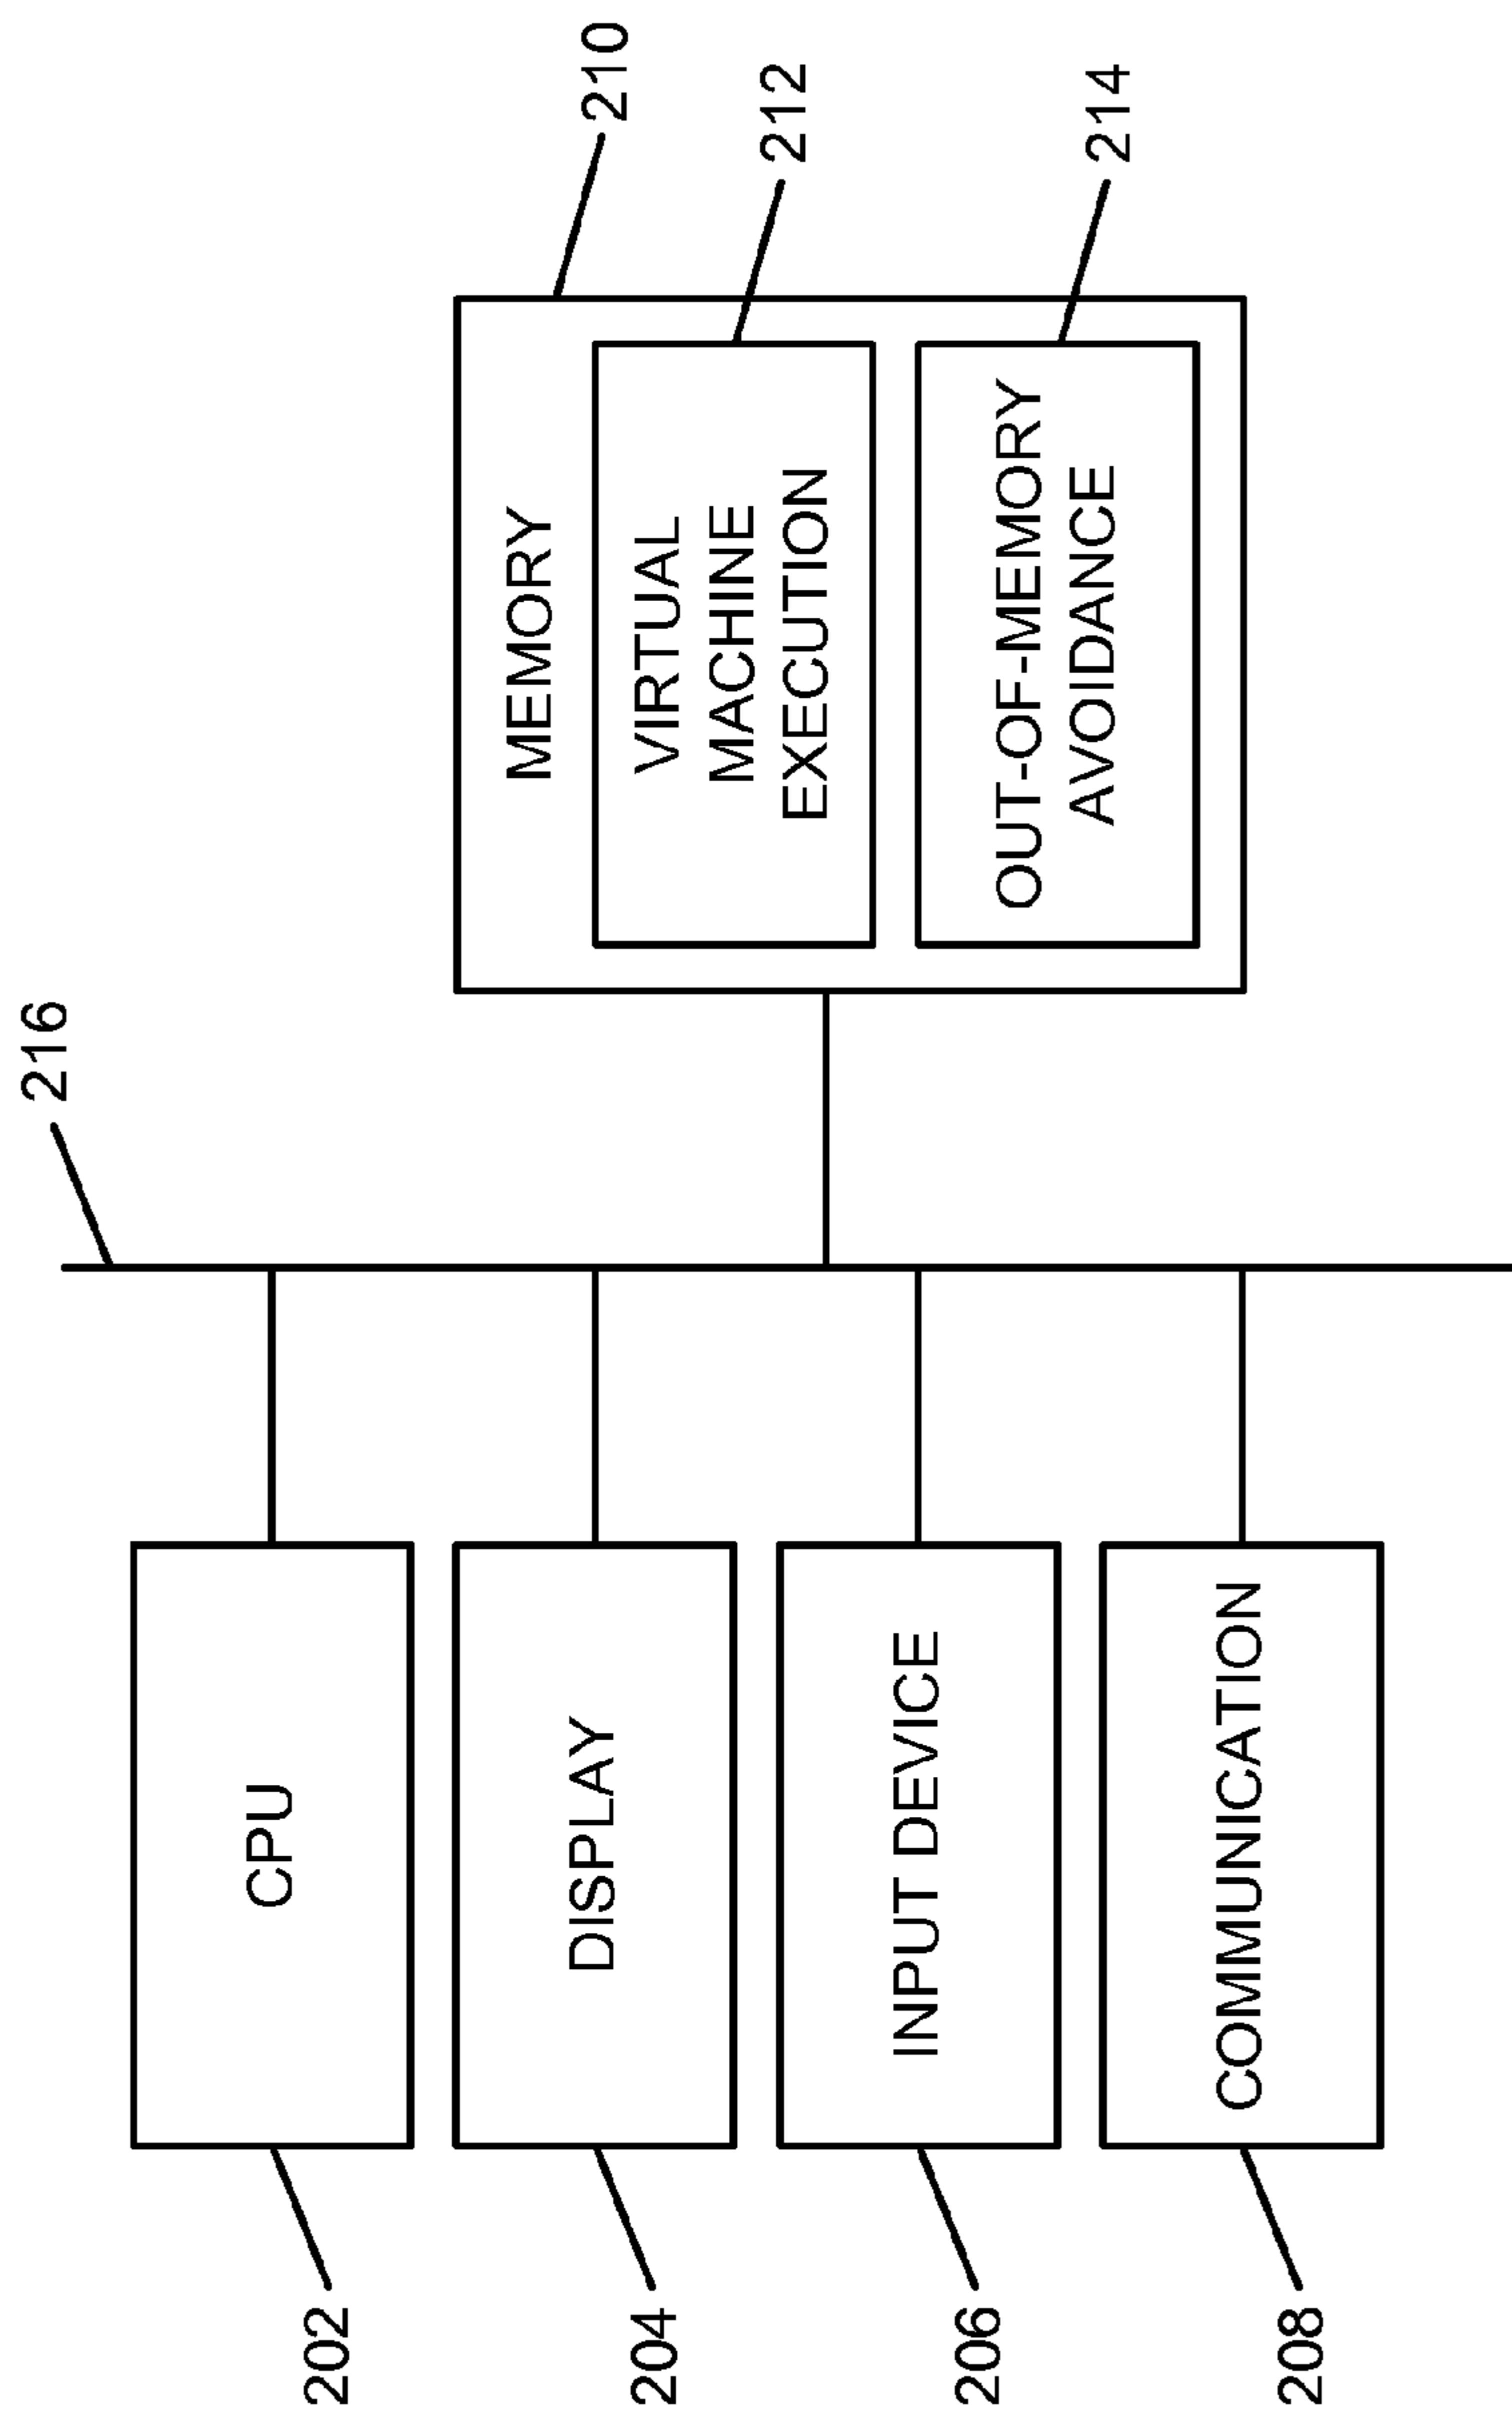 216
202
CPU
MEMORY
210
204
DISPLAY
VIRTUAL
MACHINE
EXECUTION
212
206
INPUT DEVICE
OUT-OF-MEMORY
AVOIDANCE
214
208
COMMUNICATION